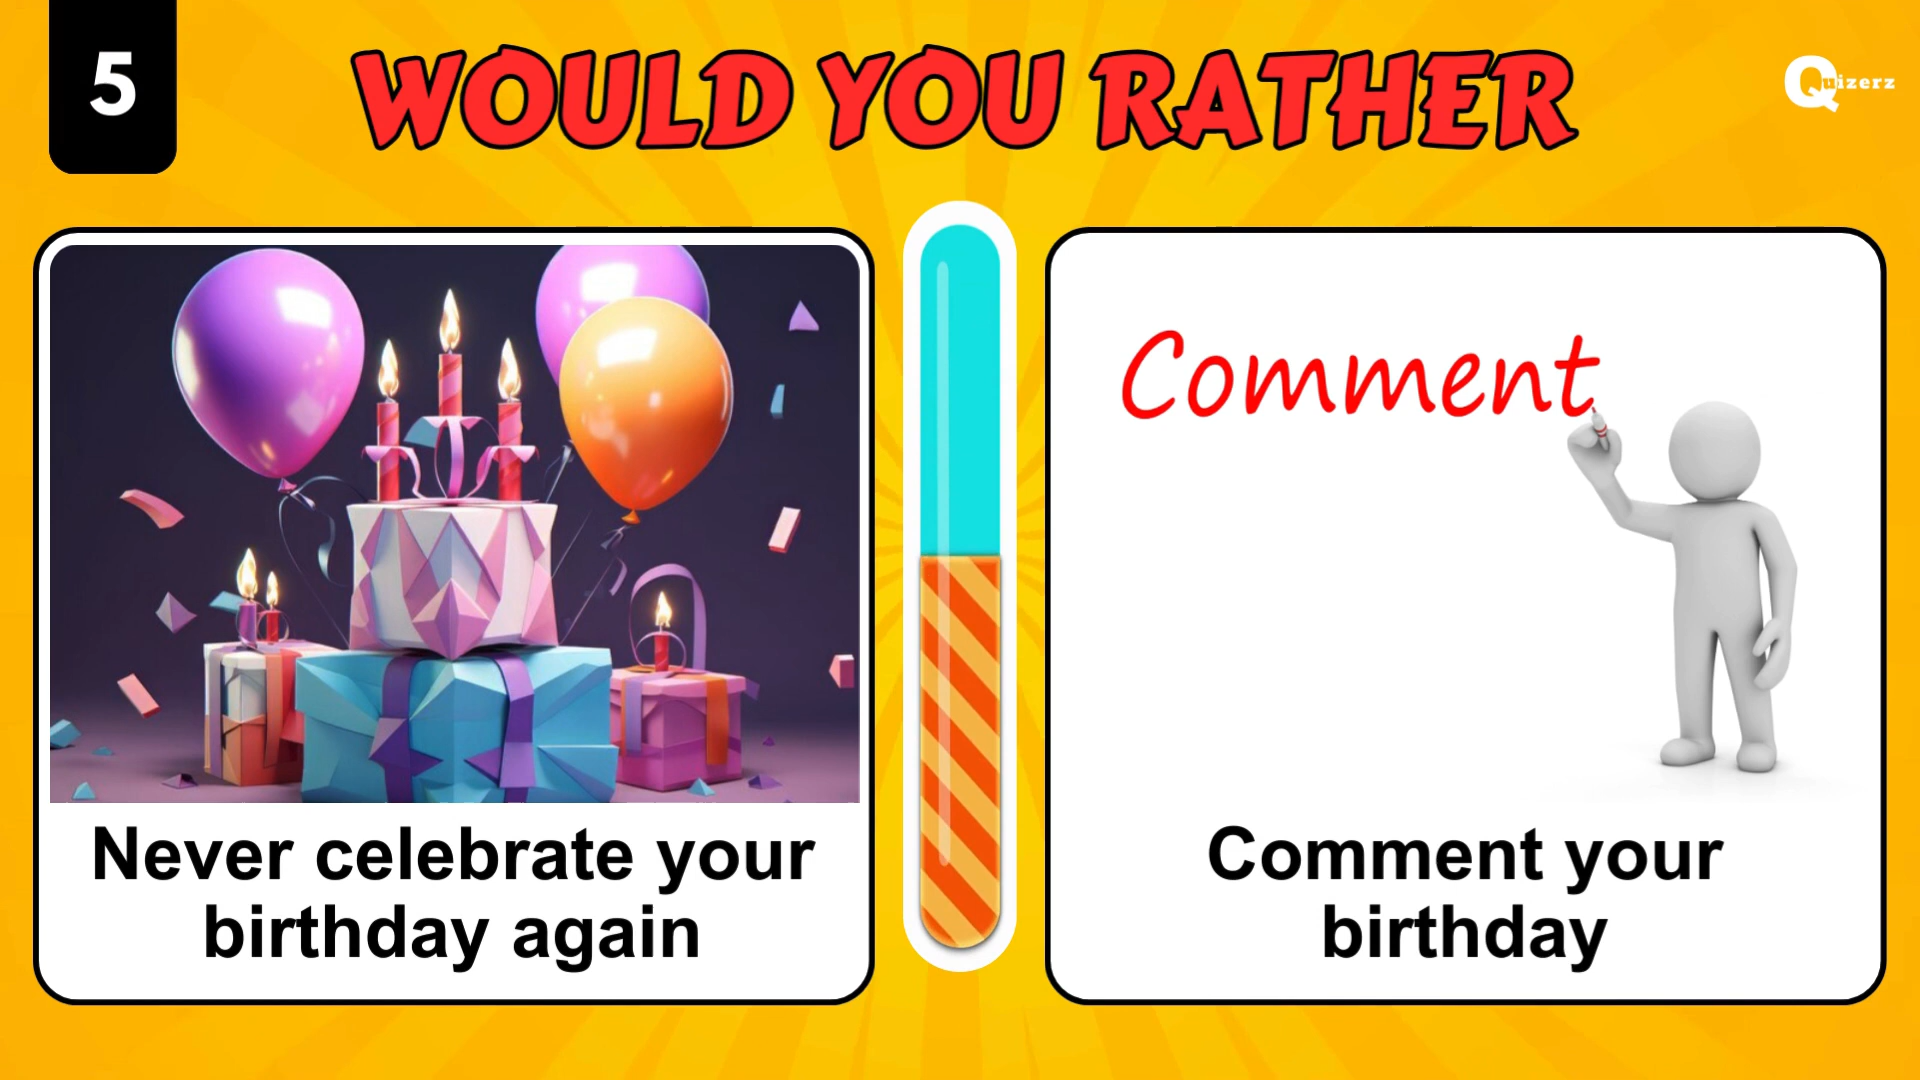 5
WOULD YOU RATHER
Quizerz
Comment
Never celebrate your
birthday again
Comment your
birthday